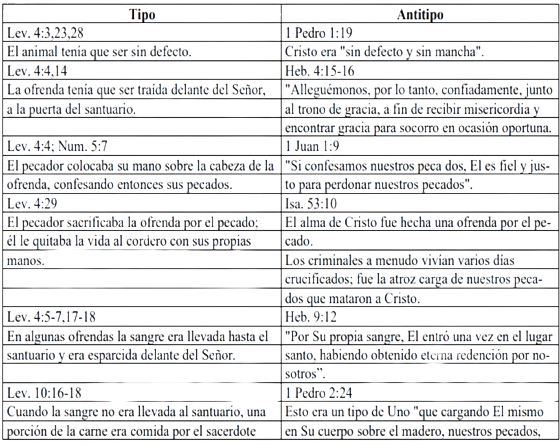 Tipo
Antitipo
Lev. 4:3,23,28
1 Pedro 1:19
El animal tenía que ser sin defecto.
Cristo era "sin defecto y sin mancha".
Lev. 4:4,14
Heb. 4:15-16
La ofrenda tenía que ser traída delante del Señor,
a la puerta del santuario.
"Alleguémonos, por lo tanto, confiadamente, junto
al trono de gracia, a fin de recibir misericordia y
encontrar gracia para socorro en ocasión oportuna.
Lev. 4:4; Num. 5:7
1 Juan 1:9
El pecador colocaba su mano sobre la cabeza de la
ofrenda, confesando entonces sus pecados.
"Si confesamos nuestros peca dos, El es fiel y jus-
to para perdonar nuestros pecados".
Lev. 4:29
Isa. 53:10
El pecador sacrificaba la ofrenda por el pecado;
él le quitaba la vida al cordero con sus propias
manos.
El alma de Cristo fue hecha una ofrenda por el pe-
cado.
Los criminales a menudo vivian varios días
crucificados; fue la atroz carga de nuestros peca-
dos que mataron a Cristo.
Lev. 4:5-7,17-18
Heb. 9:12
En algunas ofrendas la sangre era llevada hasta el
santuario y era esparcida delante del Señor.
"Por Su propia sangre, El entró una vez en el lugar
santo, habiendo obtenido eterna redención por no-
sotros".
Lev. 10:16-18
1 Pedro 2:24
Cuando la sangre no era llevada al santuario, una
porción de la carne era comida por el sacerdote
Esto era un tipo de Uno "que cargando El mismo
en Su cuerpo sobre el madero, nuestros pecados,